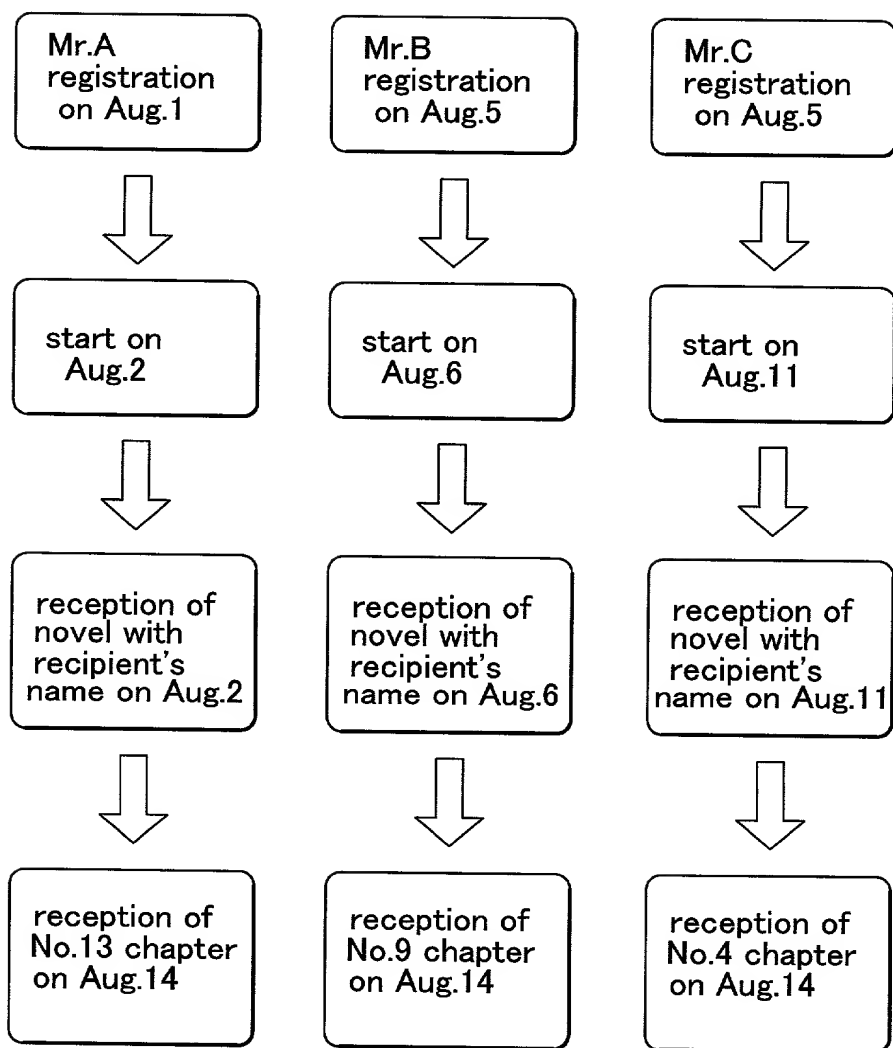 Mr.A
registration
on Aug.1
Mr.B
registration
on Aug.5
Mr.C
registration
on Aug.5
start on
Aug.2
start on
Aug.6
start on
Aug.11
reception of
novel with
recipient's
name on Aug.2
reception of
novel with
recipient's
name on Aug.6
reception of
novel with
recipient's
name on Aug.11
reception of
No.13 chapter
on Aug.14
reception of
No.9 chapter
on Aug.14
reception of
No.4 chapter
on Aug.14